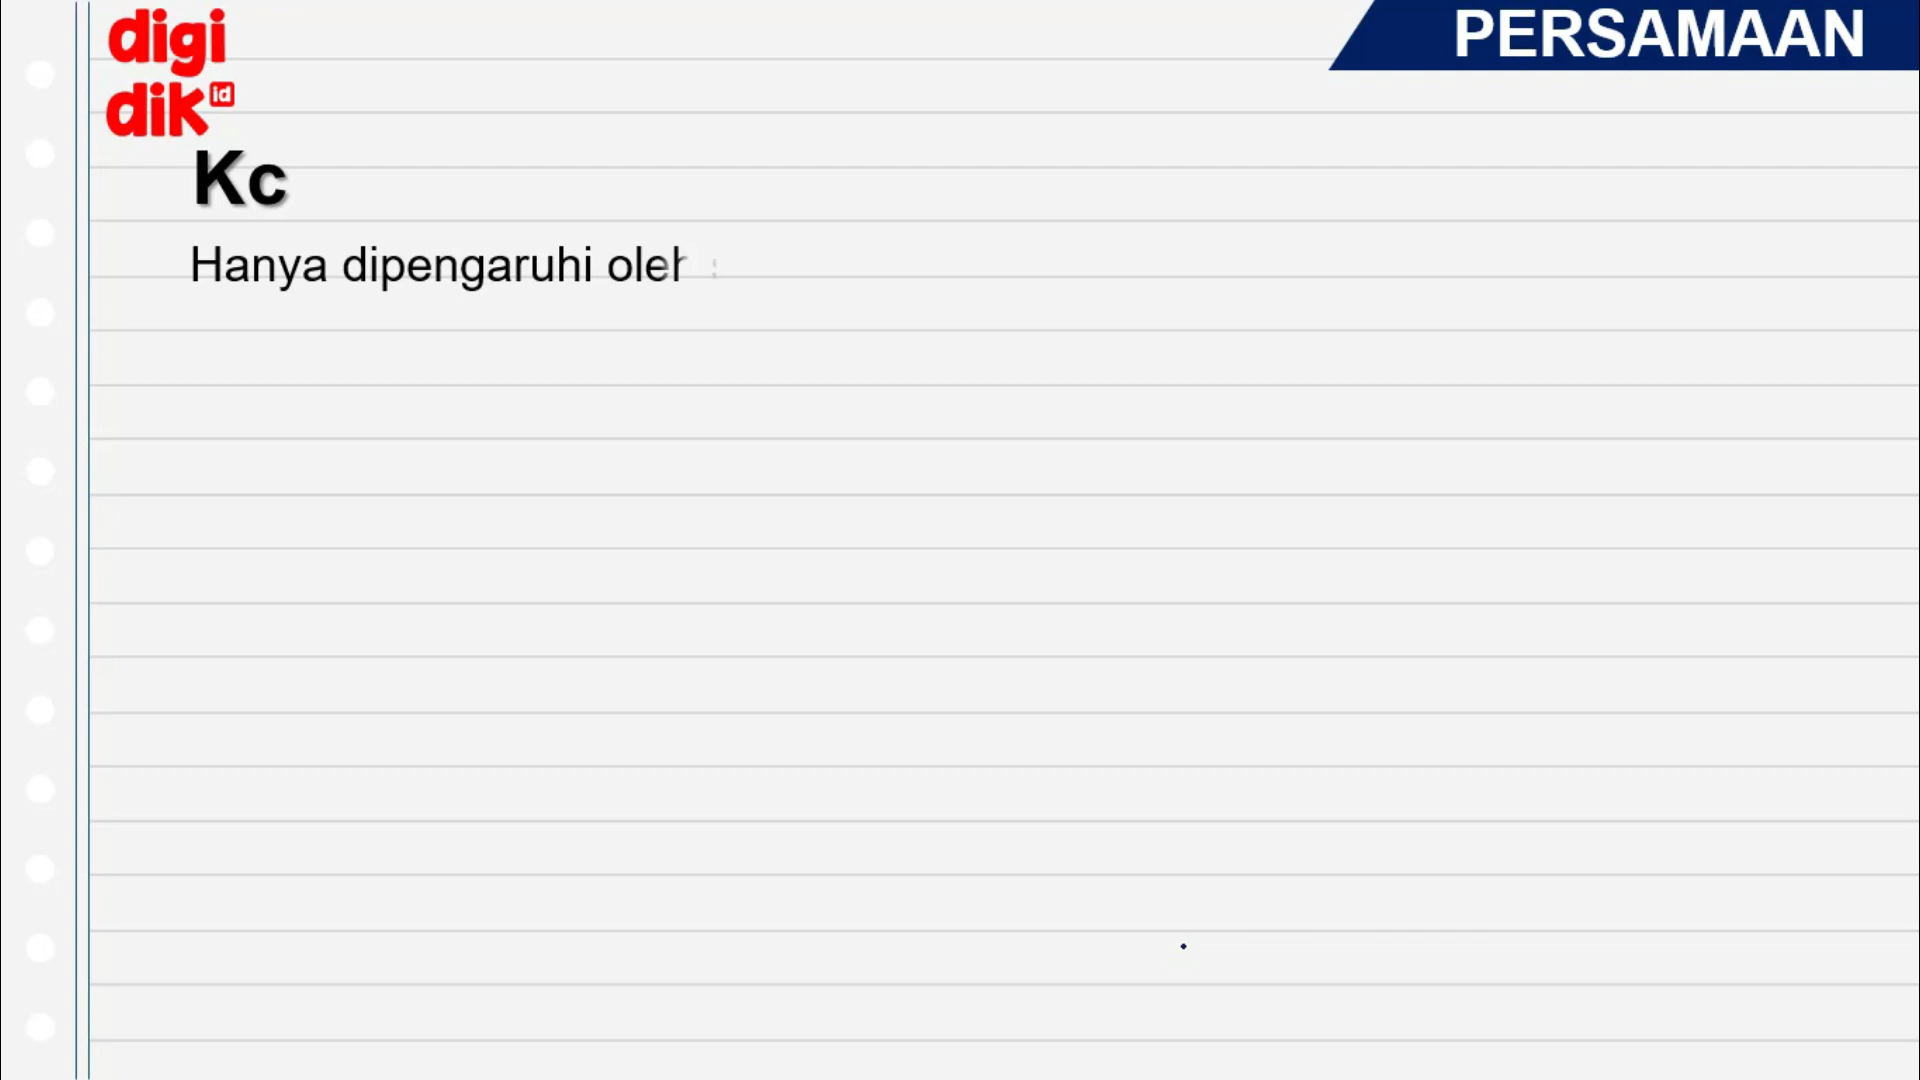 digi
dik id
PERSAMAAN
Kc
Hanya dipengaruhi oleh